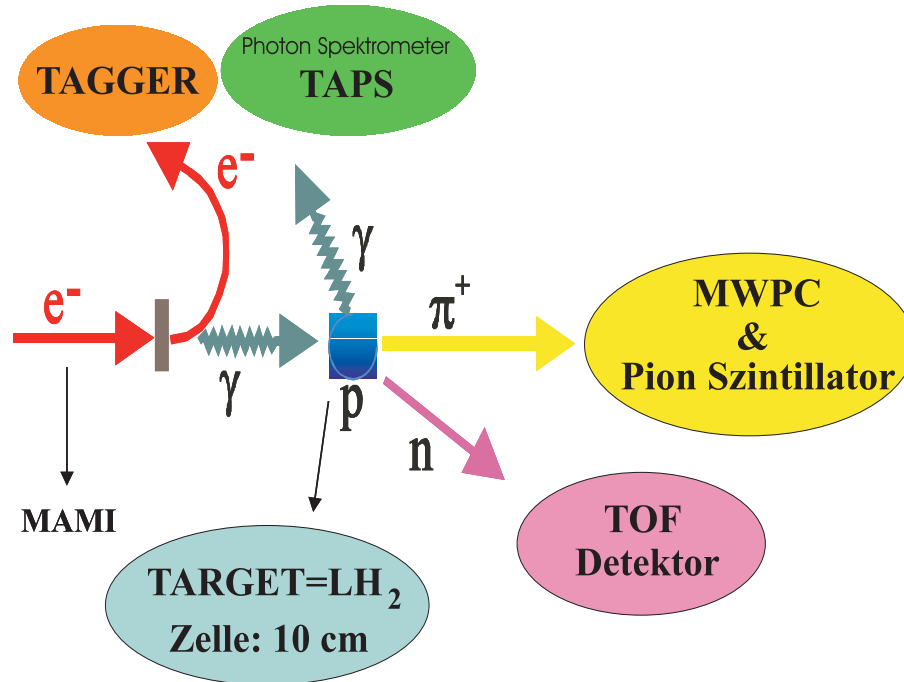 TAGGER
Photon Spektrometer
TAPS
e-
e-
γ
π+
γ
p
n
MWPC
&
Pion Szintillator
MAMI
TOF
Detektor
TARGET=LH2
Zelle: 10 cm